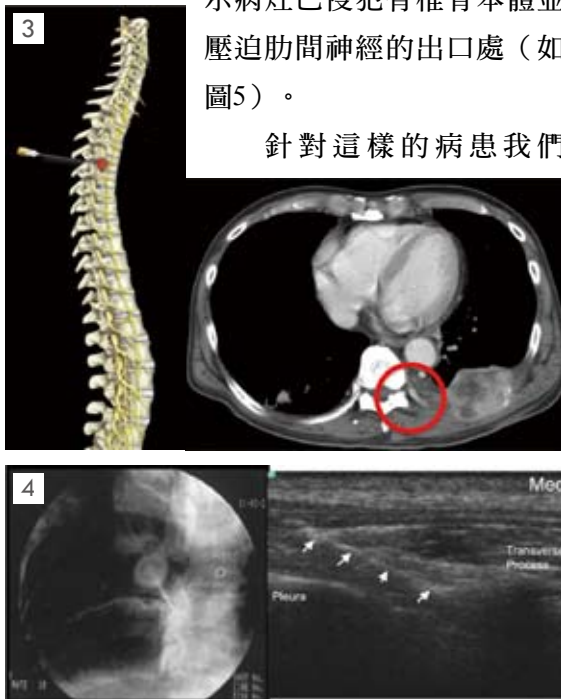 示病灶已侵犯脊椎骨本體並
壓迫肋間神經的出口處（如
圖5）。
針對這樣的病患我們
3
4
Med
Transverse
Process
Pleura